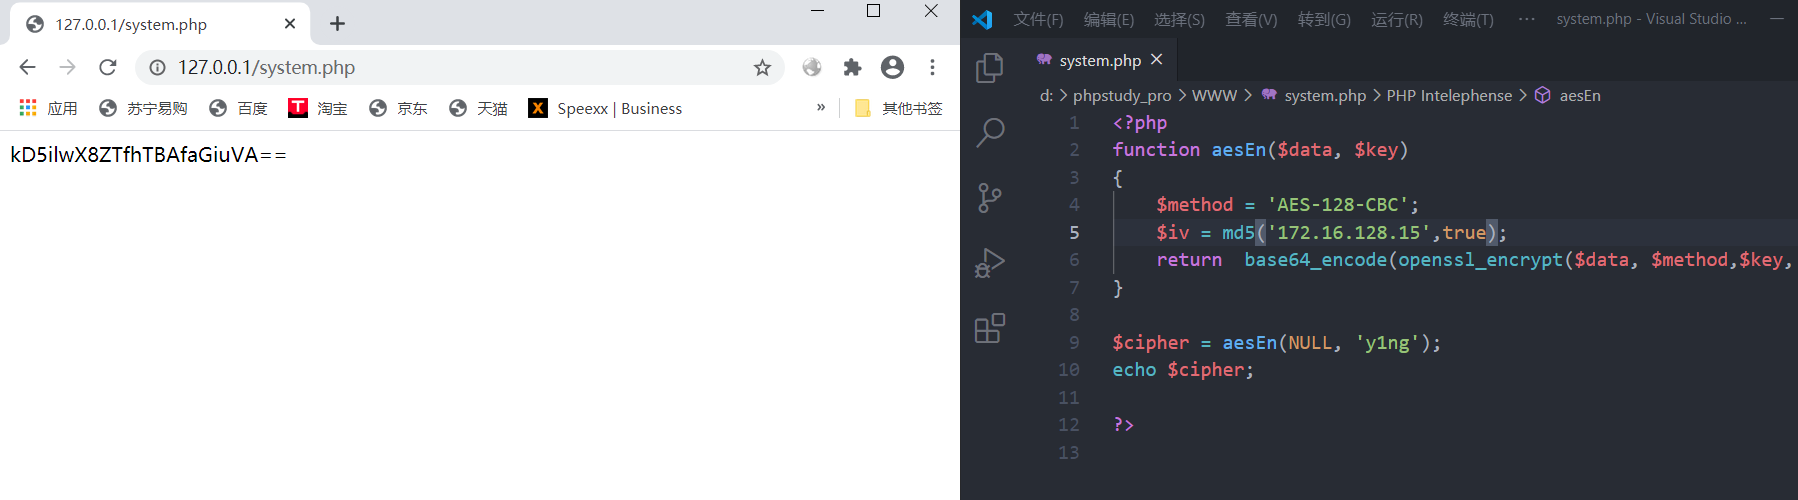 127.0.0.1/system.php
127.0.0.1/system.php
应用 苏宁易购 百度 淘宝 京东 天猫 Speexx | Business » 其他书签
kD5ilwX8ZTfhTBAfaGiuVA==
文件(F) 编辑(E) 选择(S) 查看(V) 转到(G) 运行(R) 终端(T) ··· system.php - Visual Studio ...
system.php
d: > phpstudy_pro > WWW > system.php > PHP Intelephense > aesEn
1 <?php
2 function aesEn($data, $key)
3 {
4 $method = 'AES-128-CBC';
5 $iv = md5('172.16.128.15',true);
6 return  base64_encode(openssl_encrypt($data, $method,$key,
7 }
8
9 $cipher = aesEn(NULL, 'y1ng');
10 echo $cipher;
11
12 ?>
13